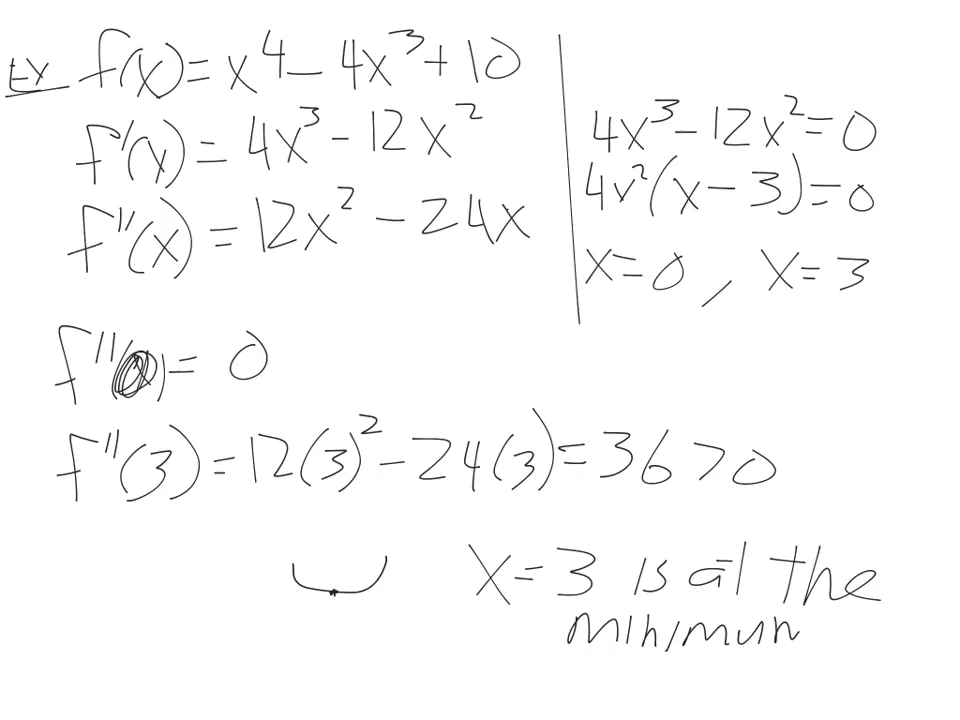 Ex f(x) = x⁴ - 4x³ + 10
f'(x) = 4x³ - 12x²
f''(x) = 12x² - 24x
4x³ - 12x² = 0
4x²(x - 3) = 0
x = 0 , x = 3
f''(0) = 0
f''(3) = 12(3)² - 24(3) = 36 > 0
x = 3 is at the
minimum